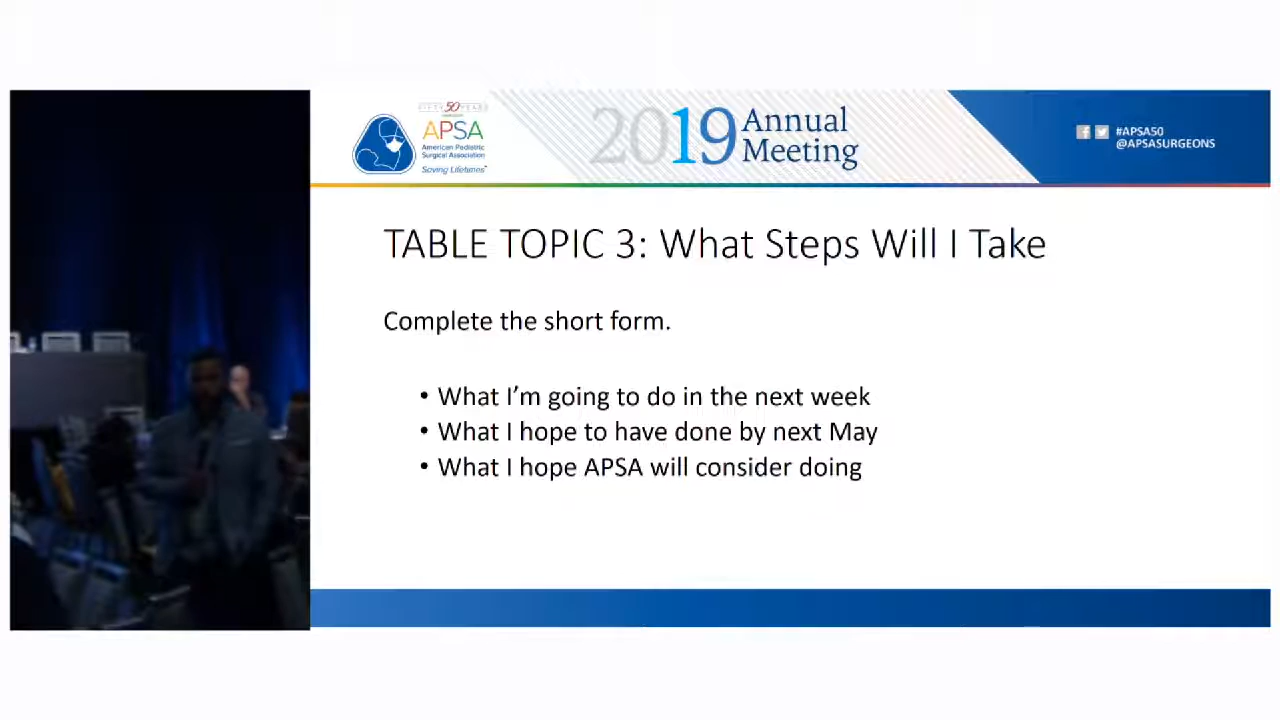 FIFTY 50 YEARS
APSA
American Pediatric
Surgical Association
Saving Lifetimes
2019 Annual
Meeting
#APSA50
@APSASURGEONS
TABLE TOPIC 3: What Steps Will I Take
Complete the short form.
• What I’m going to do in the next week
• What I hope to have done by next May
• What I hope APSA will consider doing